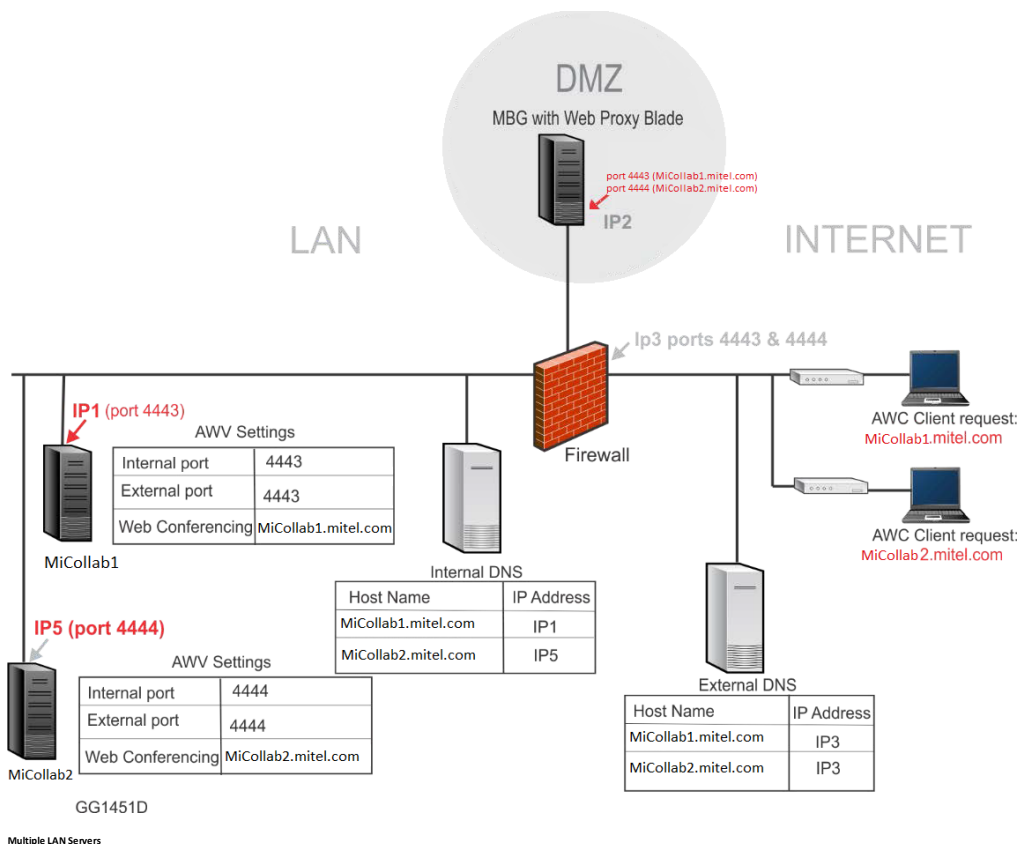 DMZ
MBG with Web Proxy Blade
port 4443 (MiCollab1.mitel.com)
port 4444 (MiCollab2.mitel.com)
IP2
LAN
INTERNET
Ip3 ports 4443 & 4444
Firewall
AWC Client request:
MiCollab1.mitel.com
AWC Client request:
MiCollab2.mitel.com
IP1 (port 4443)
AWV Settings
Internal port 4443
External port 4443
Web Conferencing MiCollab1.mitel.com
MiCollab1
Internal DNS
Host Name IP Address
MiCollab1.mitel.com IP1
MiCollab2.mitel.com IP5
IP5 (port 4444)
AWV Settings
Internal port 4444
External port 4444
Web Conferencing MiCollab2.mitel.com
MiCollab2
External DNS
Host Name IP Address
MiCollab1.mitel.com IP3
MiCollab2.mitel.com IP3
GG1451D
Multiple LAN Servers